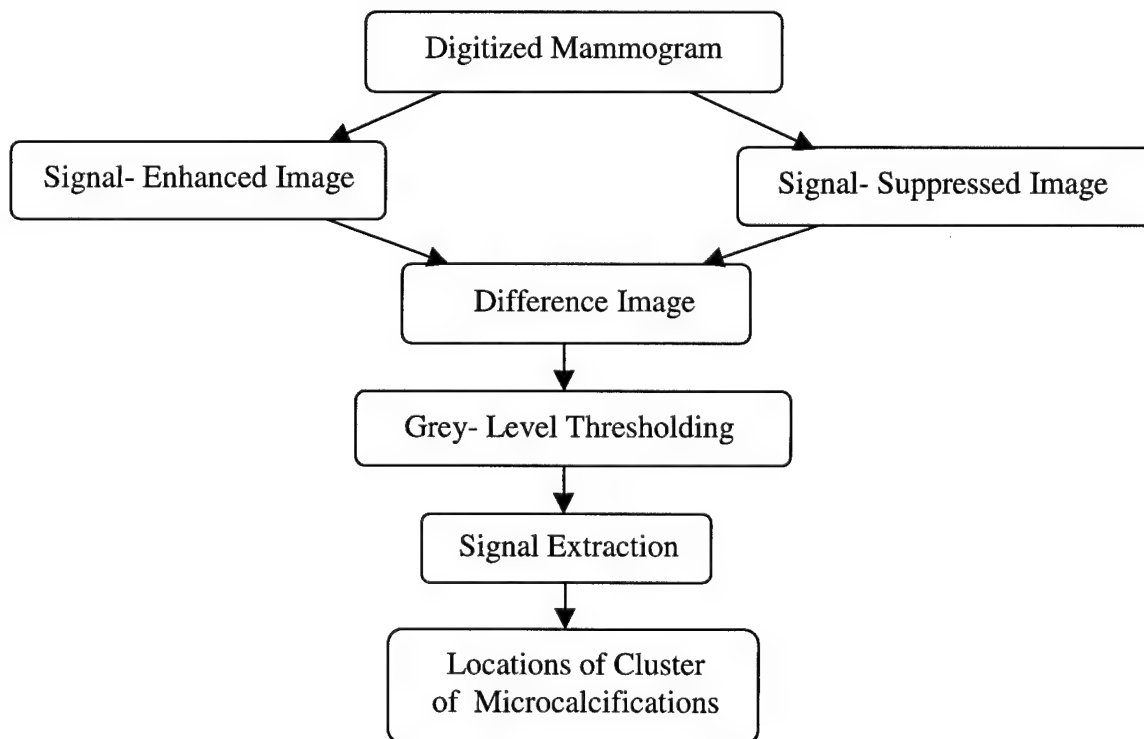 Digitized Mammogram
Signal- Enhanced Image
Signal- Suppressed Image
Difference Image
Grey- Level Thresholding
Signal Extraction
Locations of Cluster
of Microcalcifications